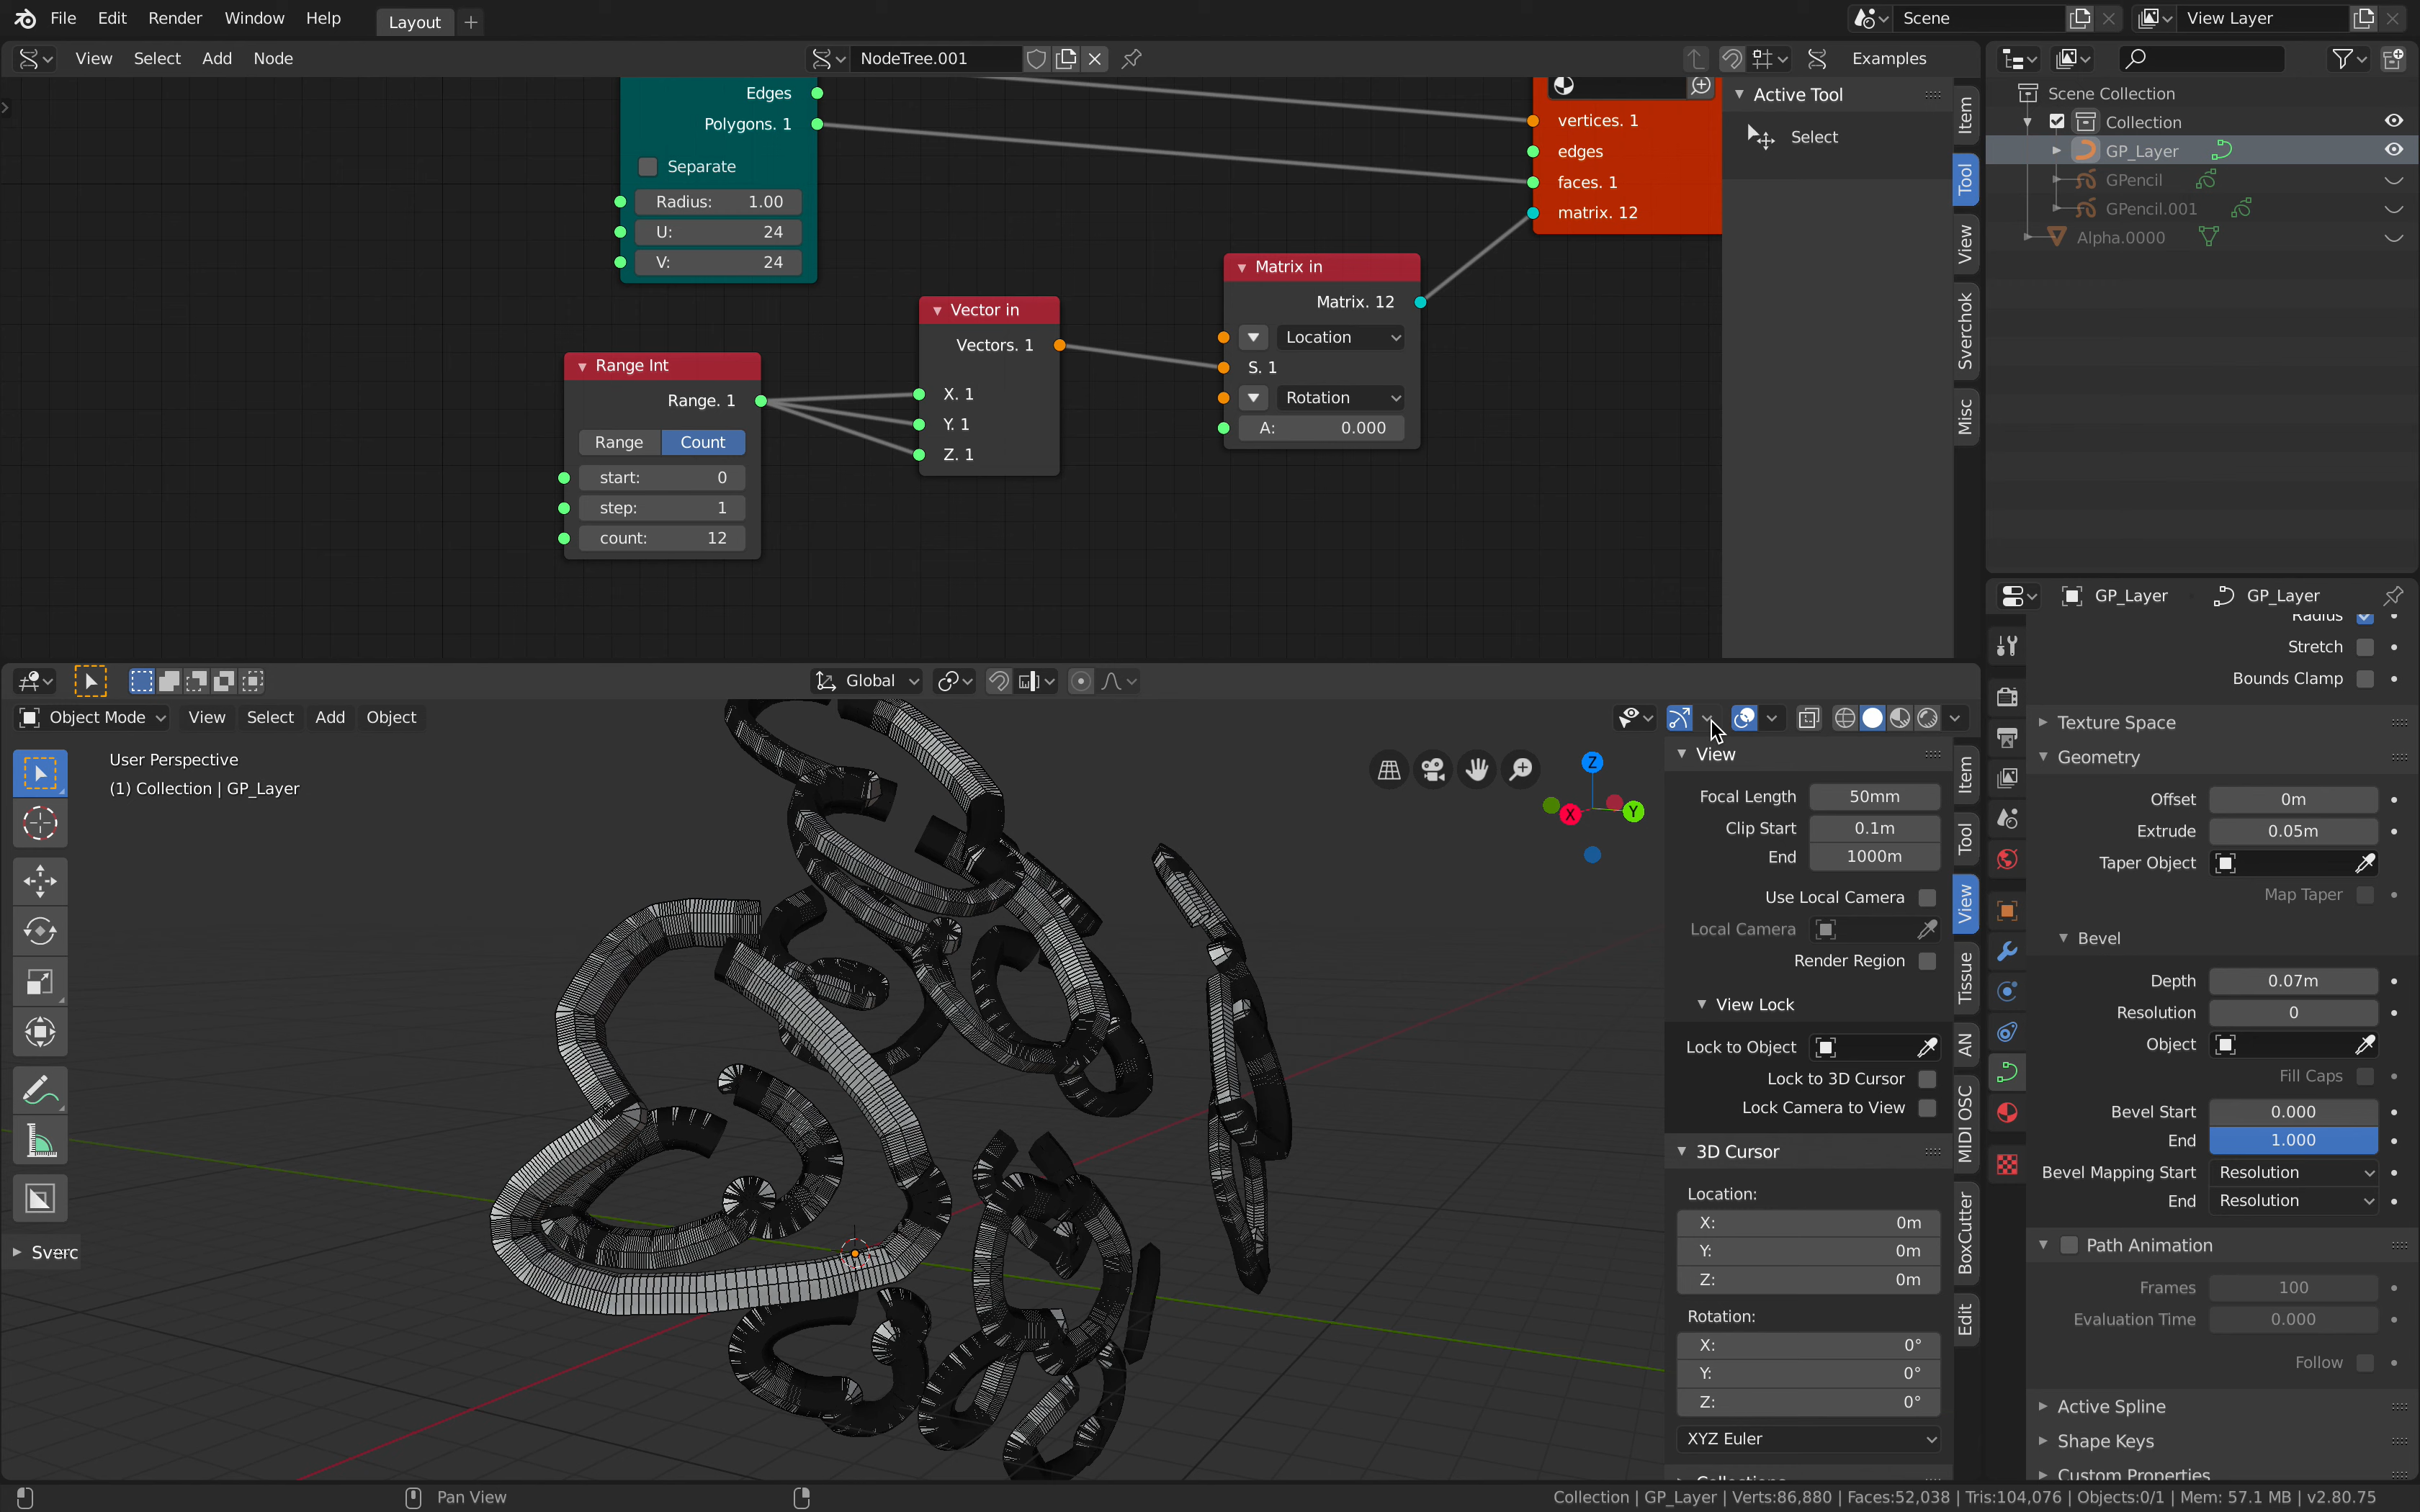 File Edit Render Window Help Layout + Scene View Layer
View Select Add Node NodeTree.001 Examples
Edges
Polygons. 1
Separate
Radius: 1.00
U: 24
V: 24
vertices. 1
edges
faces. 1
matrix. 12
Range Int
Range. 1
Range Count
start: 0
step: 1
count: 12
Vector in
Vectors. 1
X. 1
Y. 1
Z. 1
Matrix in
Matrix. 12
Location
S. 1
Rotation
A: 0.000
Active Tool
Select
Item
Tool
View
Sverchok
Misc
Scene Collection
Collection
GP_Layer
GPencil
GPencil.001
Alpha.0000
Global
Object Mode View Select Add Object
User Perspective
(1) Collection | GP_Layer
Sverc
Z
X
Y
View
Focal Length 50mm
Clip Start 0.1m
End 1000m
Use Local Camera
Local Camera
Render Region
View Lock
Lock to Object
Lock to 3D Cursor
Lock Camera to View
3D Cursor
Location:
X: 0m
Y: 0m
Z: 0m
Rotation:
X: 0°
Y: 0°
Z: 0°
XYZ Euler
Collections
Item
Tool
View
Tissue
AN
MIDI OSC
BoxCutter
Edit
GP_Layer GP_Layer
Radius
Stretch
Bounds Clamp
Texture Space
Geometry
Offset 0m
Extrude 0.05m
Taper Object
Map Taper
Bevel
Depth 0.07m
Resolution 0
Object
Fill Caps
Bevel Start 0.000
End 1.000
Bevel Mapping Start Resolution
End Resolution
Path Animation
Frames 100
Evaluation Time 0.000
Follow
Active Spline
Shape Keys
Custom Properties
Pan View
Collection | GP_Layer | Verts:86,880 | Faces:52,038 | Tris:104,076 | Objects:0/1 | Mem: 57.1 MB | v2.80.75